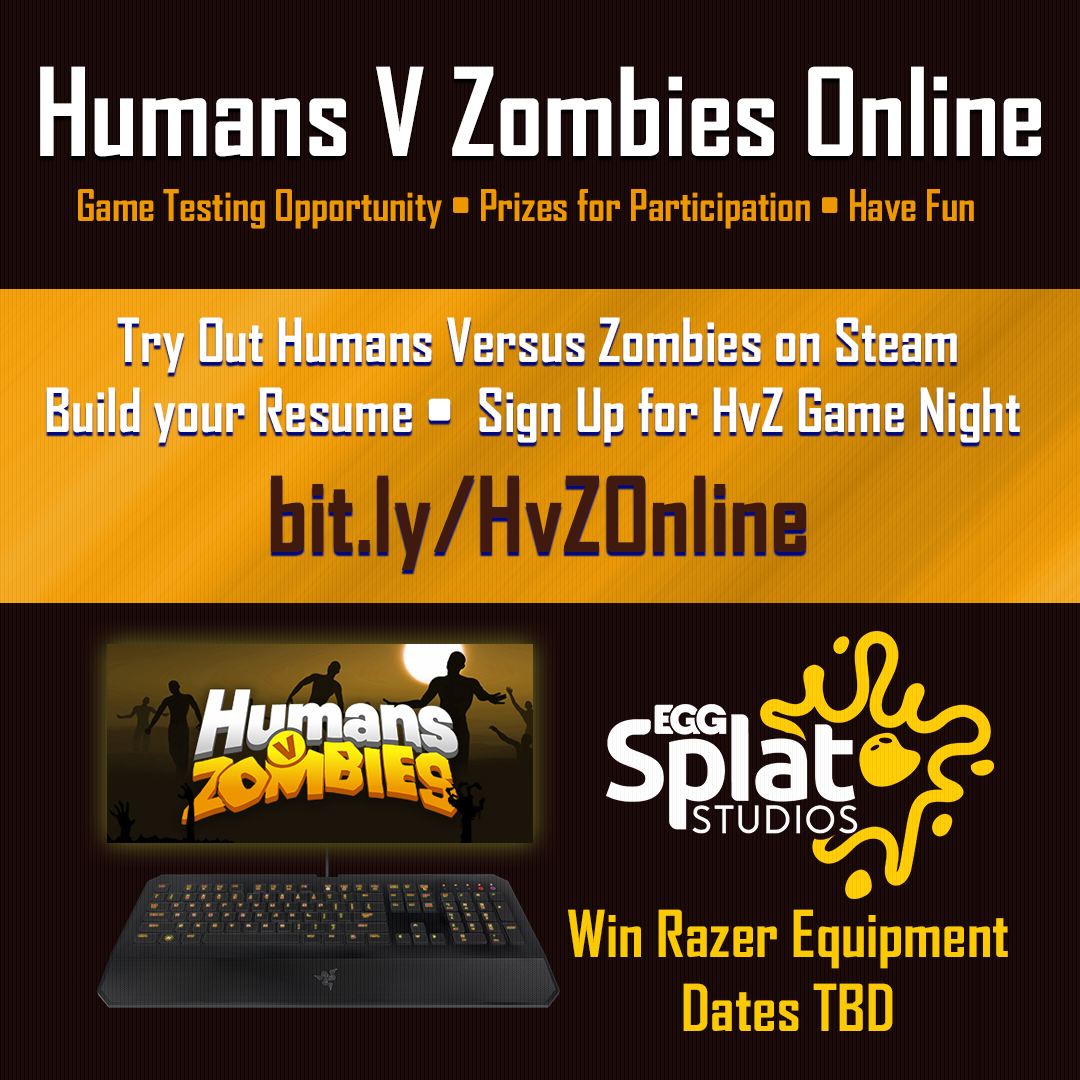 Humans V Zombies Online
Game Testing Opportunity ▪ Prizes for Participation ▪ Have Fun
Try Out Humans Versus Zombies on Steam
Build your Resume ▪ Sign Up for HvZ Game Night
bit.ly/HvZOnline
Humans
V
ZOMBIES
EGG
Splat
STUDIOS
Win Razer Equipment
Dates TBD